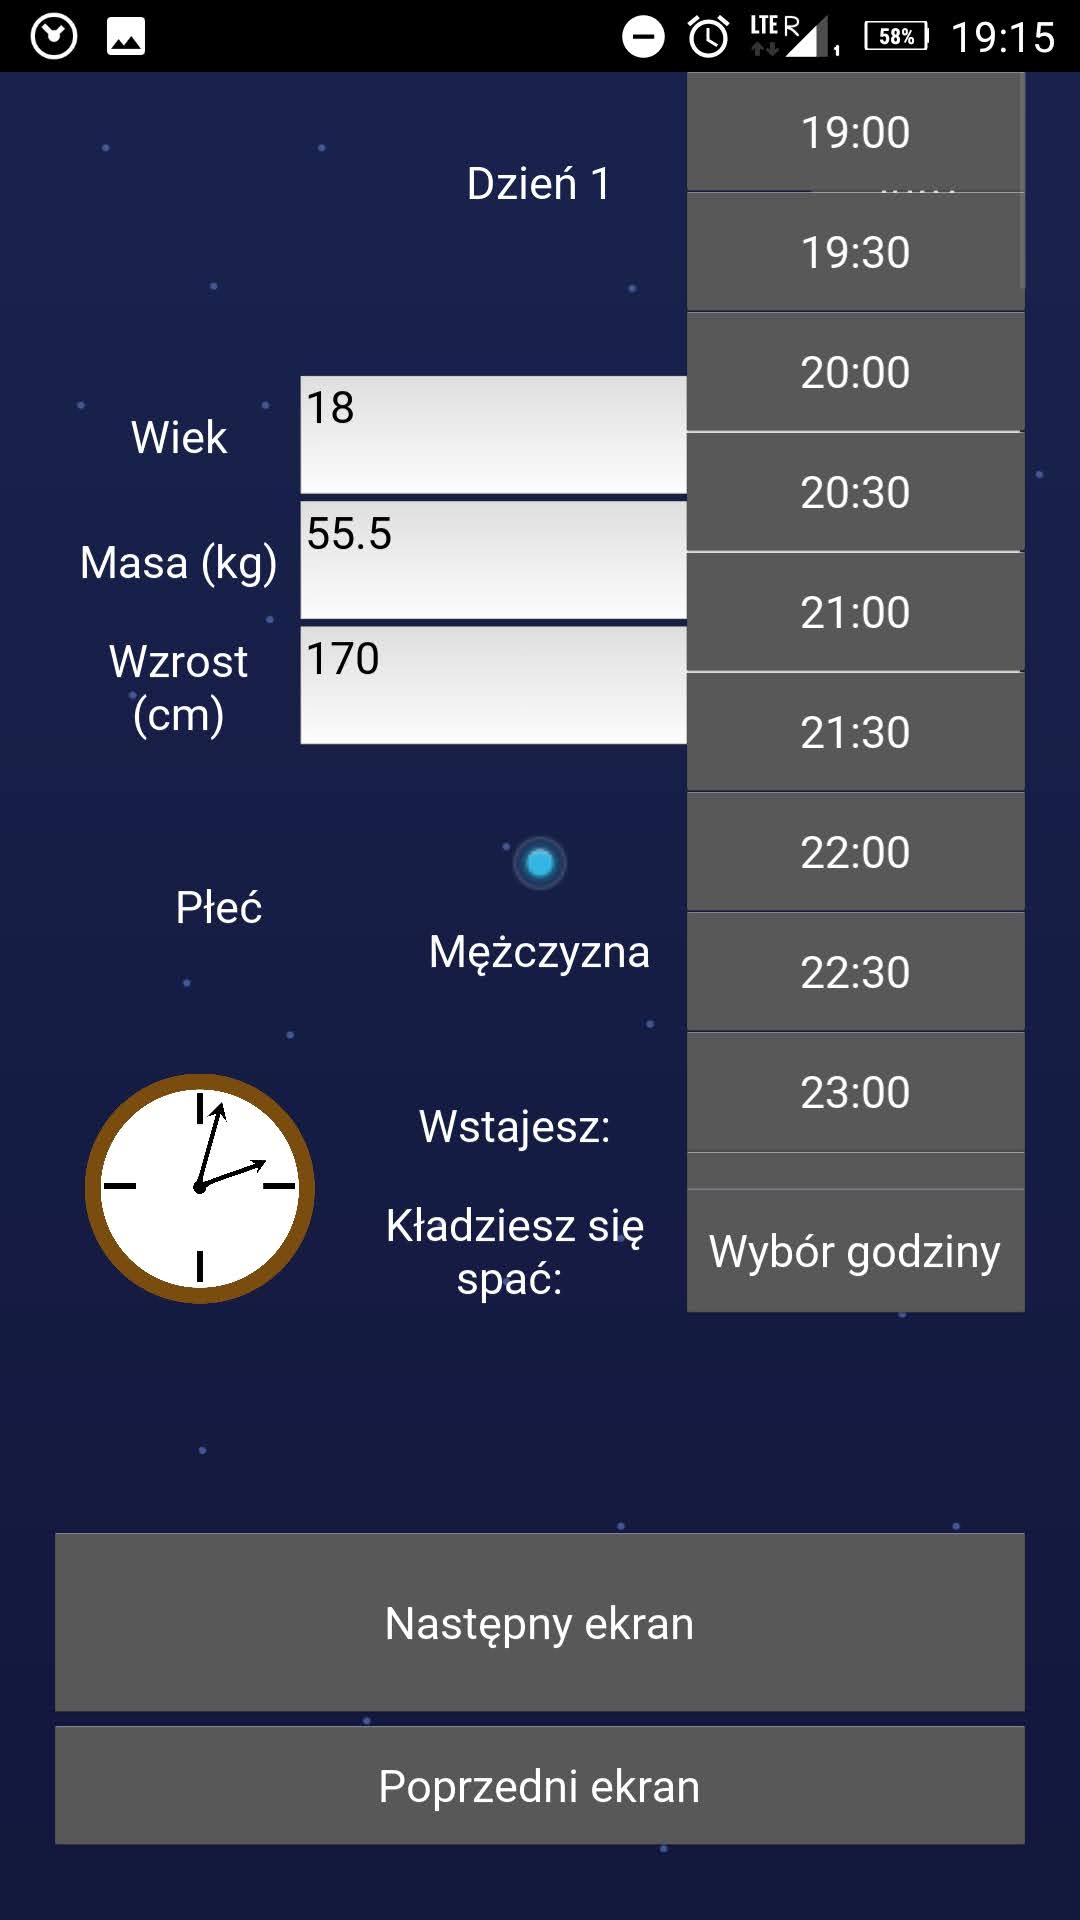 LTE R 1 58% 19:15
Dzień 1
Wiek
18
Masa (kg)
55.5
Wzrost
(cm)
170
Płeć
Mężczyzna
Wstajesz:
Kładziesz się
spać:
19:00
19:30
20:00
20:30
21:00
21:30
22:00
22:30
23:00
Wybór godziny
Następny ekran
Poprzedni ekran